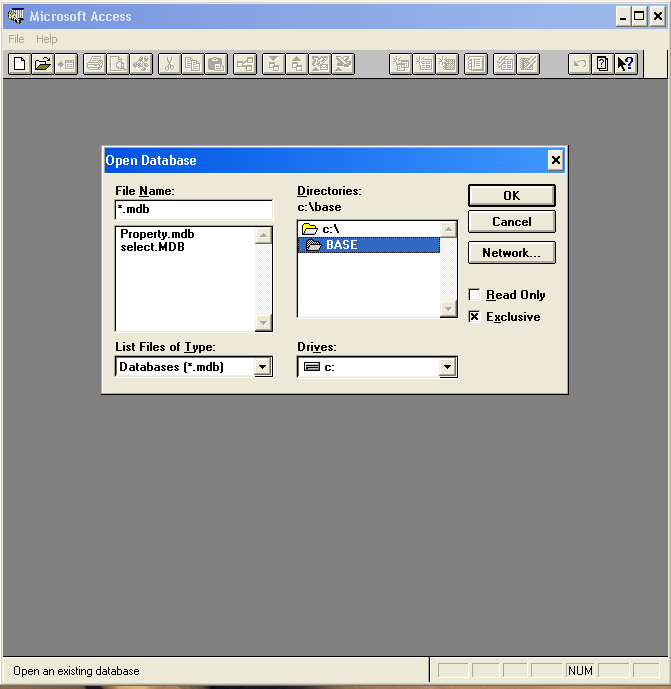 Microsoft Access
File Help
Open Database
File Name:
*.mdb
Property.mdb
select.MDB
List Files of Type:
Databases (*.mdb)
Directories:
c:\base
c:\
BASE
Drives:
c:
OK
Cancel
Network...
Read Only
Exclusive
Open an existing database
NUM